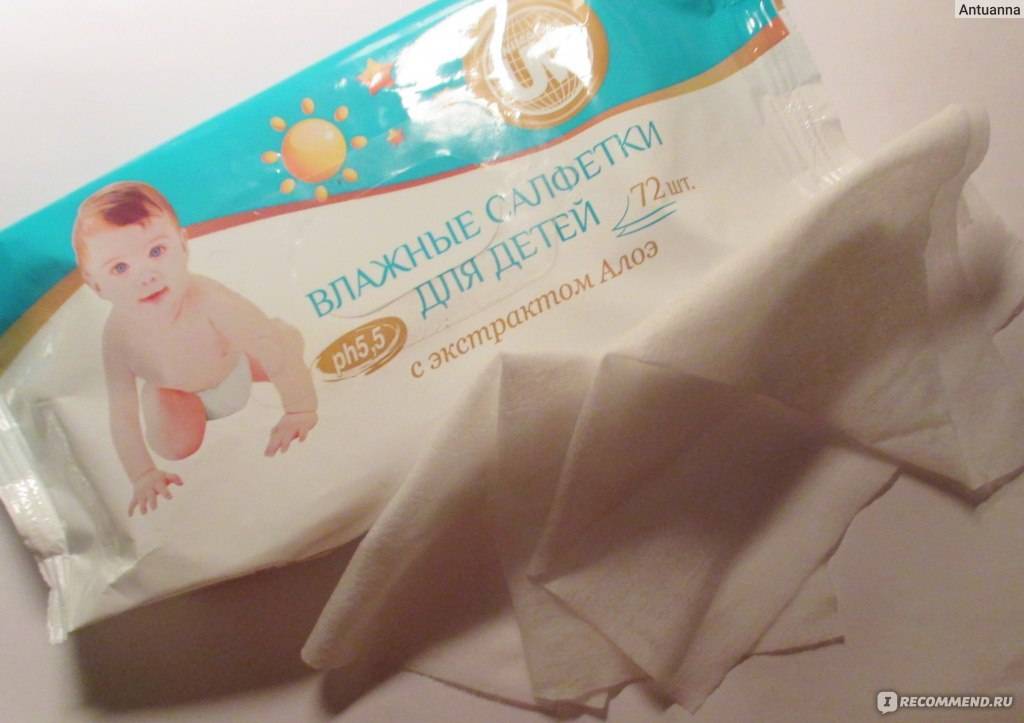 Antuanna
ВЛАЖНЫЕ САЛФЕТКИ
ДЛЯ ДЕТЕЙ
72 шт.
ph5,5
с экстрактом Алоэ
I RECOMMEND.RU